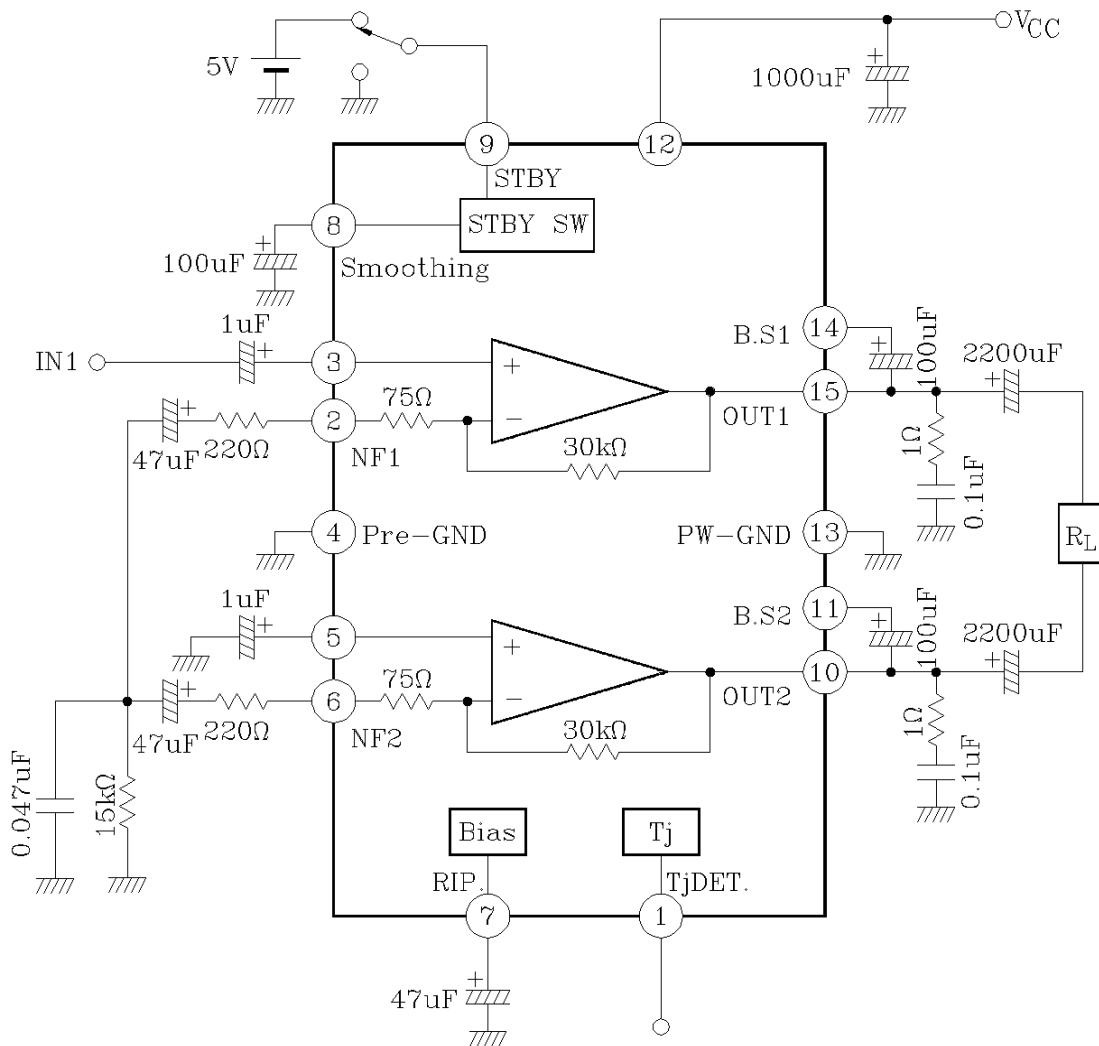 VCC
5V
1000uF
9
12
STBY
STBY SW
8
100uF
Smoothing
1uF
B.S1
14
100uF
2200uF
IN1
3
+
15
75Ω
OUT1
2
−
220Ω
30kΩ
1Ω
47uF
NF1
0.1uF
4
Pre-GND
PW-GND
13
RL
1uF
B.S2
11
100uF
2200uF
5
+
10
75Ω
OUT2
6
−
220Ω
30kΩ
1Ω
47uF
NF2
0.1uF
0.047uF
15kΩ
Bias
Tj
RIP.
TjDET.
7
1
47uF